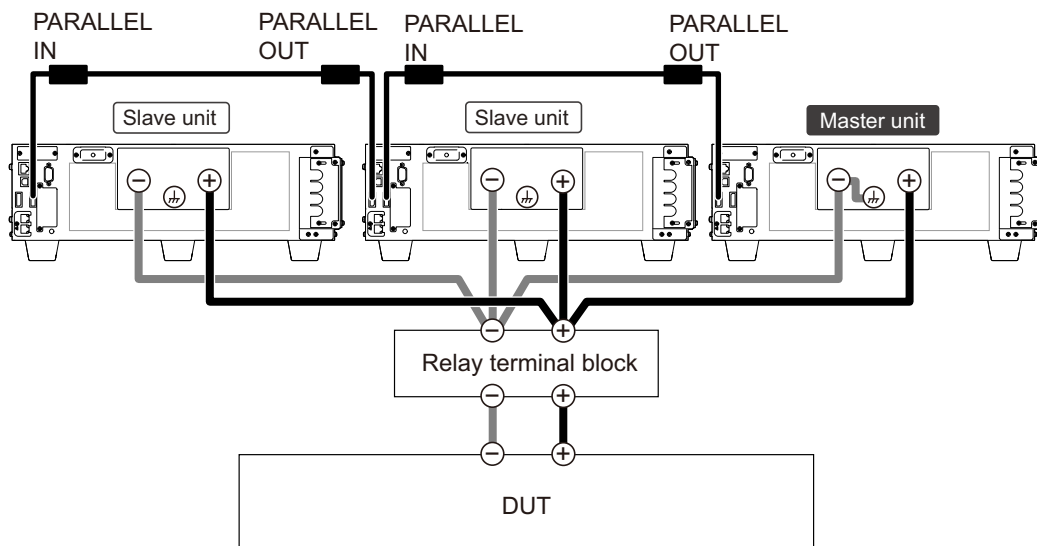 PARALLEL
IN
PARALLEL
OUT
PARALLEL
IN
PARALLEL
OUT
Slave unit
Slave unit
Master unit
− +
− +
− +
− +
Relay terminal block
− +
− +
DUT